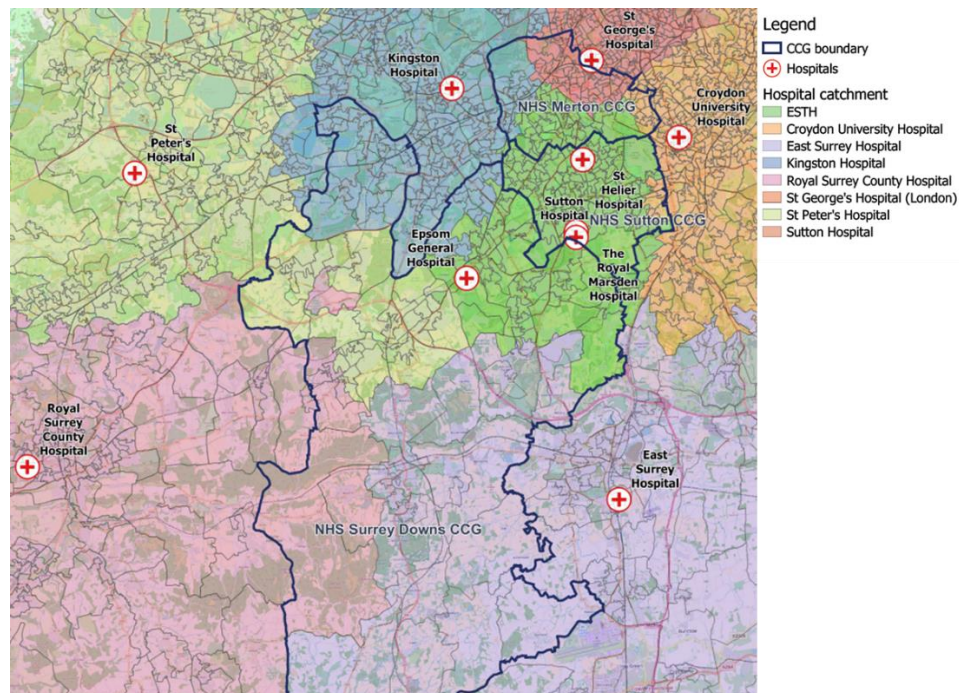 St
George's
Hospital
Kingston
Hospital
NHS Merton CCG
Croydon
University
Hospital
St
Peter's
Hospital
St
Helier
Hospital
Sutton
Hospital
NHS Sutton CCG
Epsom
General
Hospital
The
Royal
Marsden
Hospital
Royal
Surrey
County
Hospital
East
Surrey
Hospital
NHS Surrey Downs CCG
Legend
CCG boundary
Hospitals
Hospital catchment
ESTH
Croydon University Hospital
East Surrey Hospital
Kingston Hospital
Royal Surrey County Hospital
St George's Hospital (London)
St Peter's Hospital
Sutton Hospital